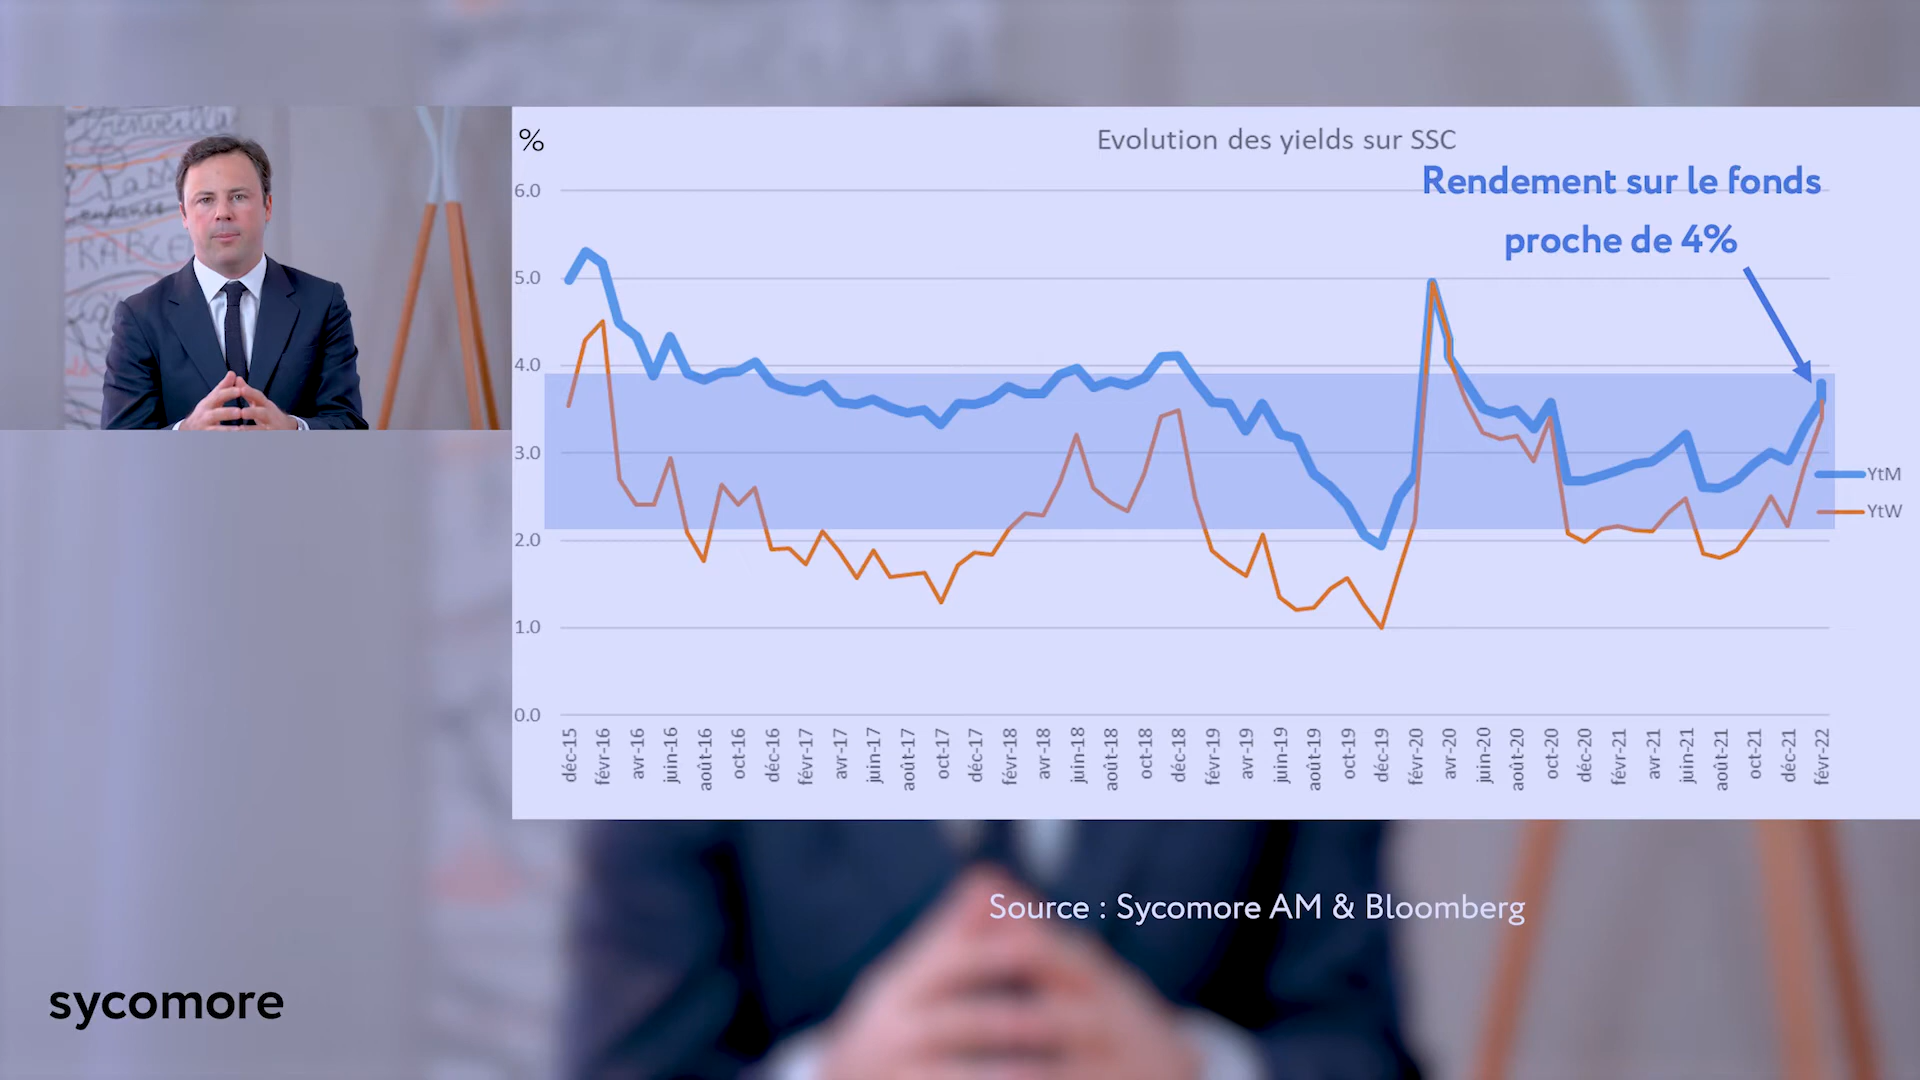 %
Evolution des yields sur SSC
Rendement sur le fonds
proche de 4%
6.0
5.0
4.0
3.0
2.0
1.0
0.0
YtM
YtW
déc-15
févr-16
avr-16
juin-16
août-16
oct-16
déc-16
févr-17
avr-17
juin-17
août-17
oct-17
déc-17
févr-18
avr-18
juin-18
août-18
oct-18
déc-18
févr-19
avr-19
juin-19
août-19
oct-19
déc-19
févr-20
avr-20
juin-20
août-20
oct-20
déc-20
févr-21
avr-21
juin-21
août-21
oct-21
déc-21
févr-22
Source : Sycomore AM & Bloomberg
sycomore